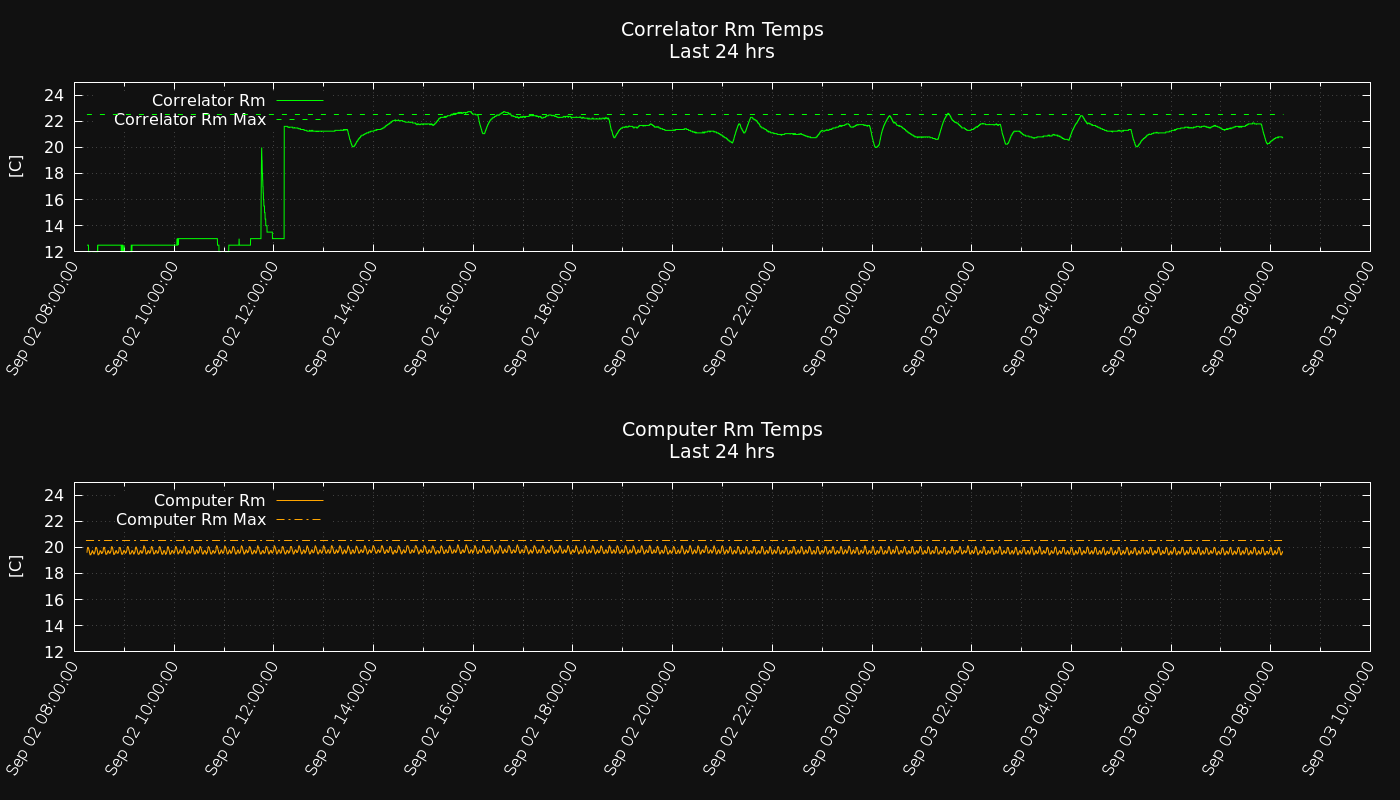 Correlator Rm Temps
Last 24 hrs
[C]
24
22
20
18
16
14
12
Correlator Rm
Correlator Rm Max
Sep 02 08:00:00
Sep 02 10:00:00
Sep 02 12:00:00
Sep 02 14:00:00
Sep 02 16:00:00
Sep 02 18:00:00
Sep 02 20:00:00
Sep 02 22:00:00
Sep 03 00:00:00
Sep 03 02:00:00
Sep 03 04:00:00
Sep 03 06:00:00
Sep 03 08:00:00
Sep 03 10:00:00
Computer Rm Temps
Last 24 hrs
[C]
24
22
20
18
16
14
12
Computer Rm
Computer Rm Max
Sep 02 08:00:00
Sep 02 10:00:00
Sep 02 12:00:00
Sep 02 14:00:00
Sep 02 16:00:00
Sep 02 18:00:00
Sep 02 20:00:00
Sep 02 22:00:00
Sep 03 00:00:00
Sep 03 02:00:00
Sep 03 04:00:00
Sep 03 06:00:00
Sep 03 08:00:00
Sep 03 10:00:00